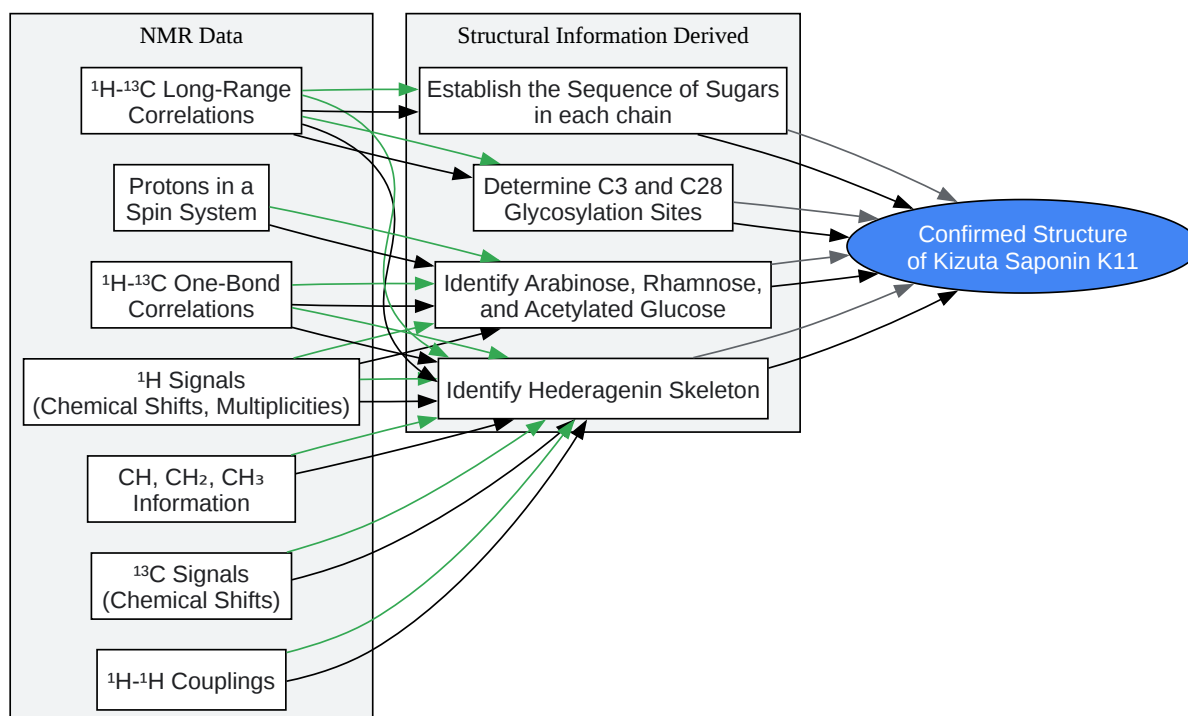 NMR Data
¹H-¹³C Long-Range
Correlations
Protons in a
Spin System
¹H-¹³C One-Bond
Correlations
¹H Signals
(Chemical Shifts, Multiplicities)
CH, CH₂, CH₃
Information
¹³C Signals
(Chemical Shifts)
¹H-¹H Couplings
Structural Information Derived
Establish the Sequence of Sugars
in each chain
Determine C3 and C28
Glycosylation Sites
Identify Arabinose, Rhamnose,
and Acetylated Glucose
Identify Hederagenin Skeleton
Confirmed Structure
of Kizuta Saponin K11